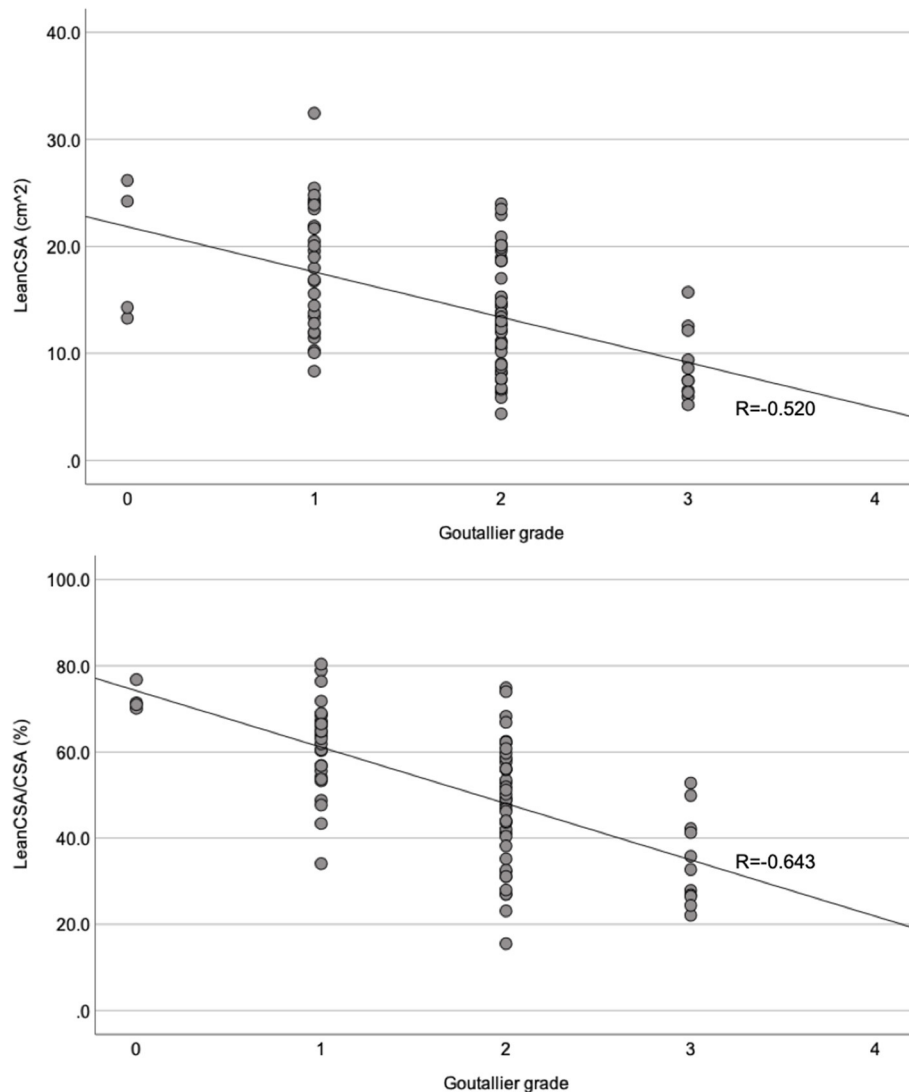 40.0
30.0
20.0
10.0
.0
LeanCSA (cm^2)
R=-0.520
0 1 2 3 4
Goutallier grade
100.0
80.0
60.0
40.0
20.0
.0
LeanCSA/CSA (%)
R=-0.643
0 1 2 3 4
Goutallier grade